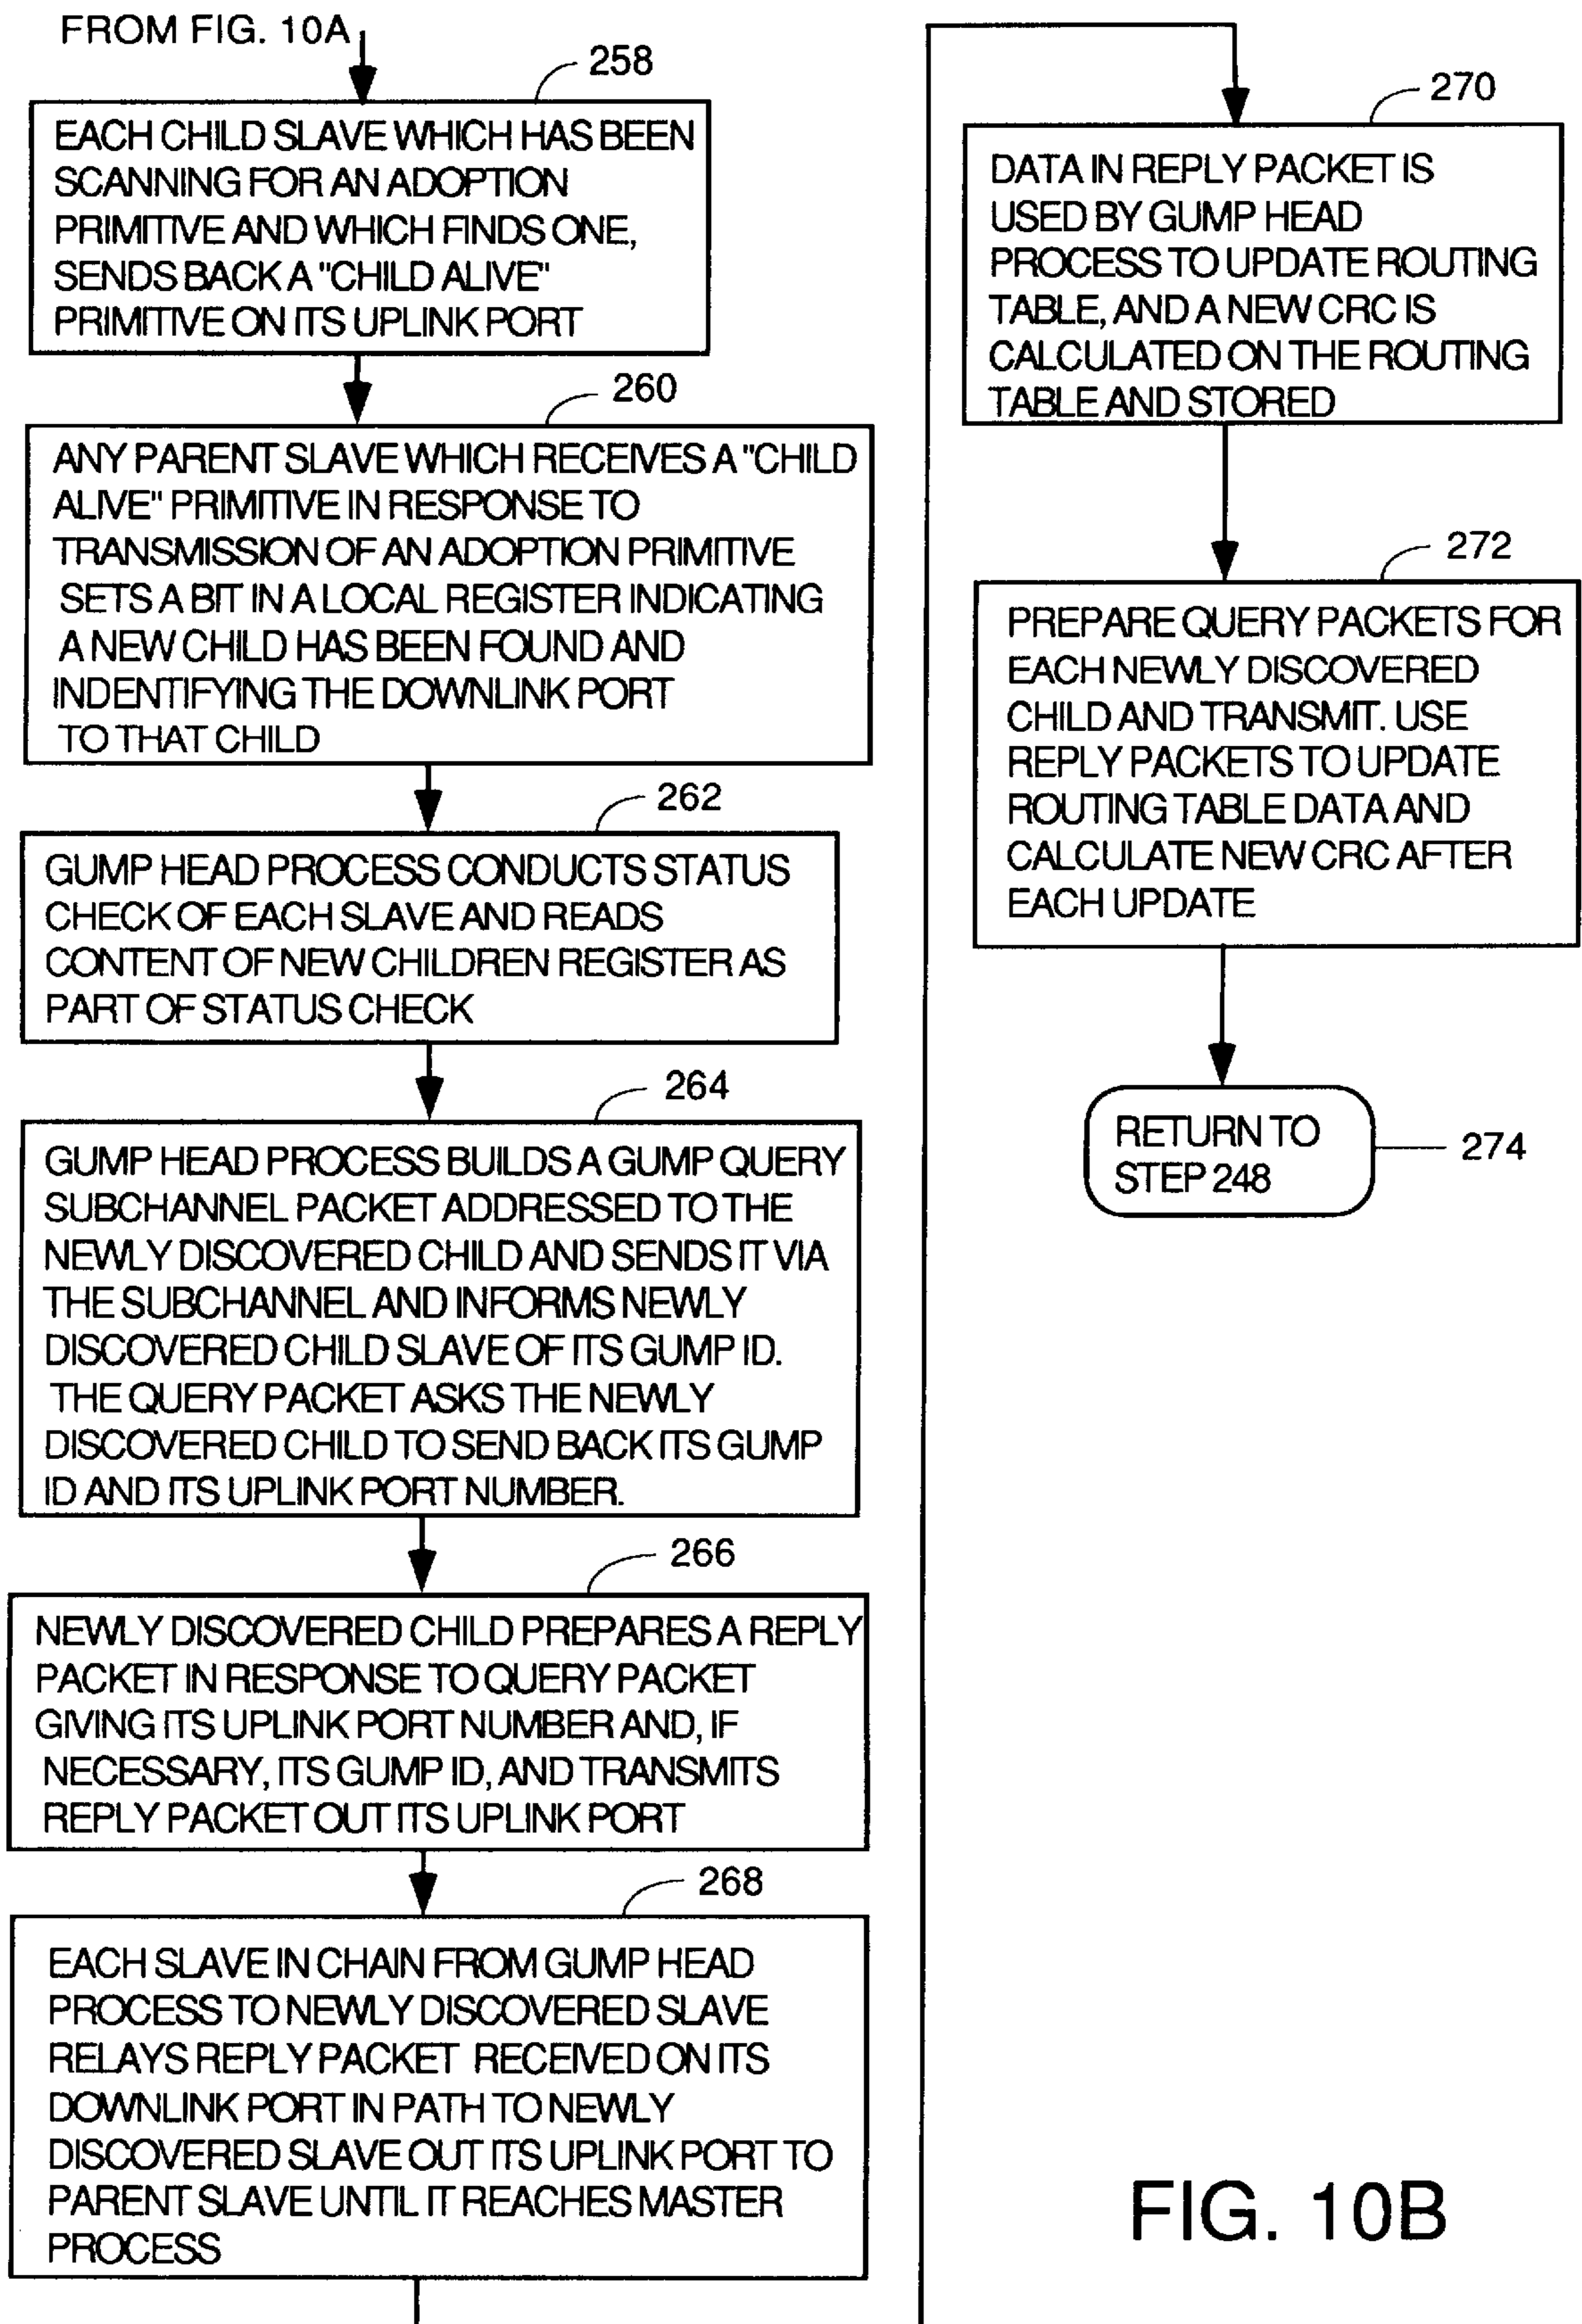 FROM FIG. 10A
258
EACH CHILD SLAVE WHICH HAS BEEN
SCANNING FOR AN ADOPTION
PRIMITIVE AND WHICH FINDS ONE,
SENDS BACK A "CHILD ALIVE"
PRIMITIVE ON ITS UPLINK PORT
260
ANY PARENT SLAVE WHICH RECEIVES A "CHILD
ALIVE" PRIMITIVE IN RESPONSE TO
TRANSMISSION OF AN ADOPTION PRIMITIVE
SETS A BIT IN A LOCAL REGISTER INDICATING
A NEW CHILD HAS BEEN FOUND AND
INDENTIFYING THE DOWNLINK PORT
TO THAT CHILD
262
GUMP HEAD PROCESS CONDUCTS STATUS
CHECK OF EACH SLAVE AND READS
CONTENT OF NEW CHILDREN REGISTER AS
PART OF STATUS CHECK
264
GUMP HEAD PROCESS BUILDS A GUMP QUERY
SUBCHANNEL PACKET ADDRESSED TO THE
NEWLY DISCOVERED CHILD AND SENDS IT VIA
THE SUBCHANNEL AND INFORMS NEWLY
DISCOVERED CHILD SLAVE OF ITS GUMP ID.
THE QUERY PACKET ASKS THE NEWLY
DISCOVERED CHILD TO SEND BACK ITS GUMP
ID AND ITS UPLINK PORT NUMBER.
266
NEWLY DISCOVERED CHILD PREPARES A REPLY
PACKET IN RESPONSE TO QUERY PACKET
GIVING ITS UPLINK PORT NUMBER AND, IF
NECESSARY, ITS GUMP ID, AND TRANSMITS
REPLY PACKET OUT ITS UPLINK PORT
268
EACH SLAVE IN CHAIN FROM GUMP HEAD
PROCESS TO NEWLY DISCOVERED SLAVE
RELAYS REPLY PACKET RECEIVED ON ITS
DOWNLINK PORT IN PATH TO NEWLY
DISCOVERED SLAVE OUT ITS UPLINK PORT TO
PARENT SLAVE UNTIL IT REACHES MASTER
PROCESS
270
DATA IN REPLY PACKET IS
USED BY GUMP HEAD
PROCESS TO UPDATE ROUTING
TABLE, AND A NEW CRC IS
CALCULATED ON THE ROUTING
TABLE AND STORED
272
PREPARE QUERY PACKETS FOR
EACH NEWLY DISCOVERED
CHILD AND TRANSMIT. USE
REPLY PACKETS TO UPDATE
ROUTING TABLE DATA AND
CALCULATE NEW CRC AFTER
EACH UPDATE
RETURN TO
STEP 248
274
FIG. 10B